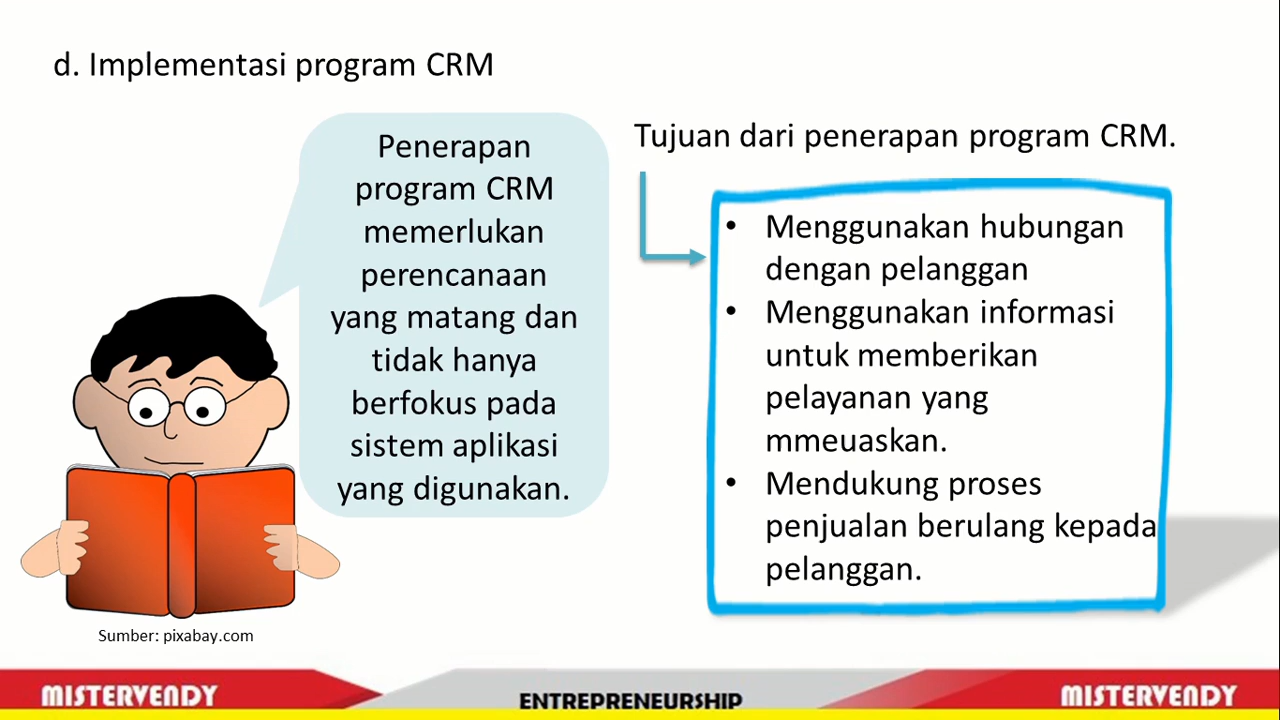 d. Implementasi program CRM
Penerapan
program CRM
memerlukan
perencanaan
yang matang dan
tidak hanya
berfokus pada
sistem aplikasi
yang digunakan.
Tujuan dari penerapan program CRM.
• Menggunakan hubungan
dengan pelanggan
• Menggunakan informasi
untuk memberikan
pelayanan yang
mmeuaskan.
• Mendukung proses
penjualan berulang kepada
pelanggan.
Sumber: pixabay.com
MISTERVENDY
ENTREPRENEURSHIP
MISTERVENDY